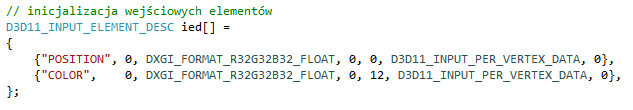 // inicjalizacja wejściowych elementów
D3D11_INPUT_ELEMENT_DESC ied[] =
{
    {"POSITION", 0, DXGI_FORMAT_R32G32B32_FLOAT, 0, 0, D3D11_INPUT_PER_VERTEX_DATA, 0},
    {"COLOR",    0, DXGI_FORMAT_R32G32B32_FLOAT, 0, 12, D3D11_INPUT_PER_VERTEX_DATA, 0},
};